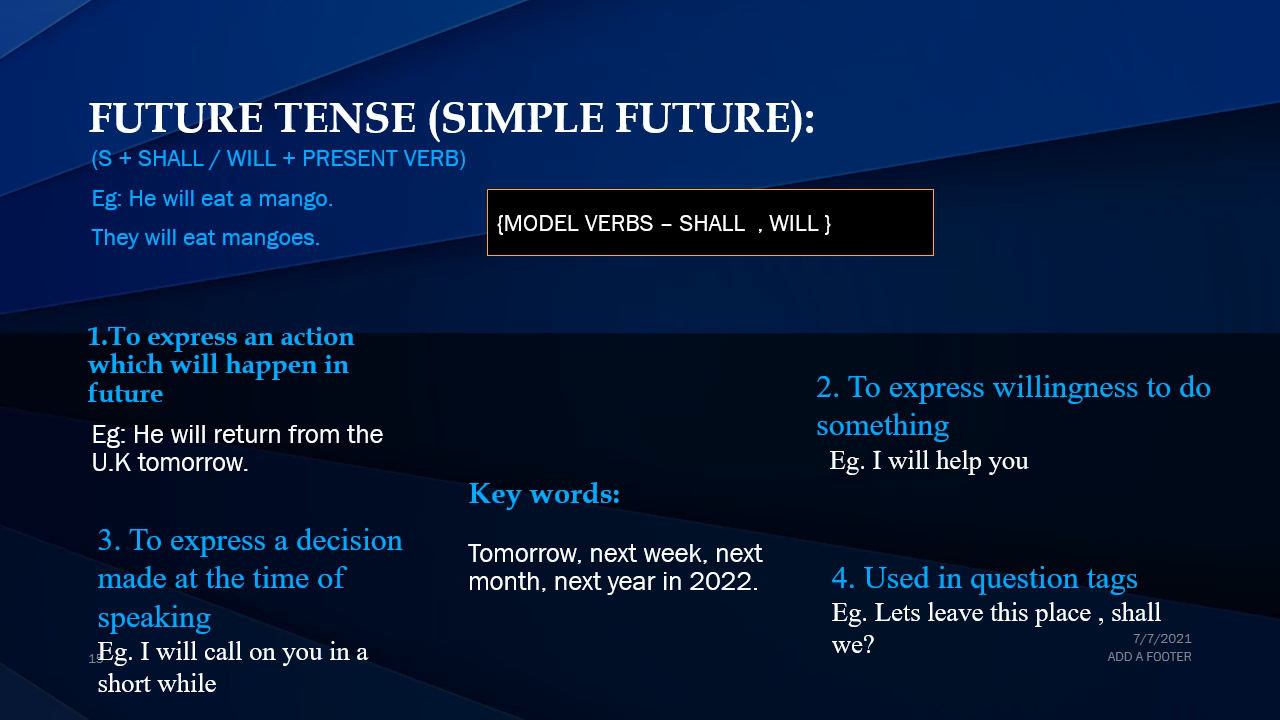 FUTURE TENSE (SIMPLE FUTURE):
(S + SHALL / WILL + PRESENT VERB)
Eg: He will eat a mango.
They will eat mangoes.
{MODEL VERBS – SHALL , WILL }
1.To express an action
which will happen in
future
Eg: He will return from the
U.K tomorrow.
2. To express willingness to do
something
Eg. I will help you
3. To express a decision
made at the time of
speaking
Eg. I will call on you in a
short while
Key words:
Tomorrow, next week, next
month, next year in 2022.
4. Used in question tags
Eg. Lets leave this place , shall
we?
7/7/2021
ADD A FOOTER